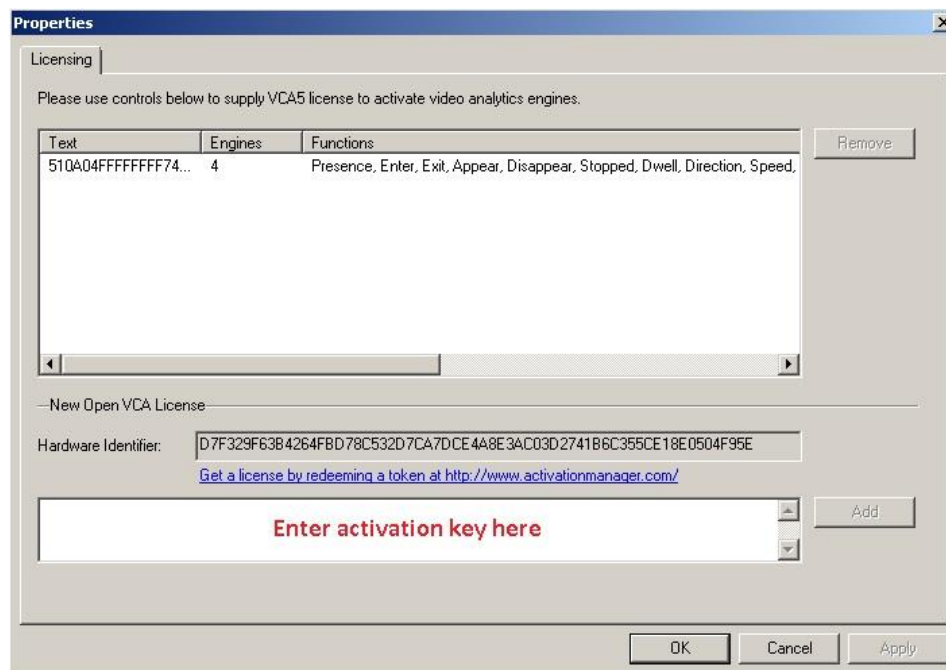 Properties
Licensing
Please use controls below to supply VCA5 license to activate video analytics engines.
Text Engines Functions
510A04FFFFFFFF74... 4 Presence, Enter, Exit, Appear, Disappear, Stopped, Dwell, Direction, Speed,
Remove
New Open VCA License
Hardware Identifier: D7F329F63B4264FBD78C532D7CA7DCE4A8E3AC03D2741B6C355CE18E0504F95E
Get a license by redeeming a token at http://www.activationmanager.com/
Enter activation key here
Add
OK Cancel Apply